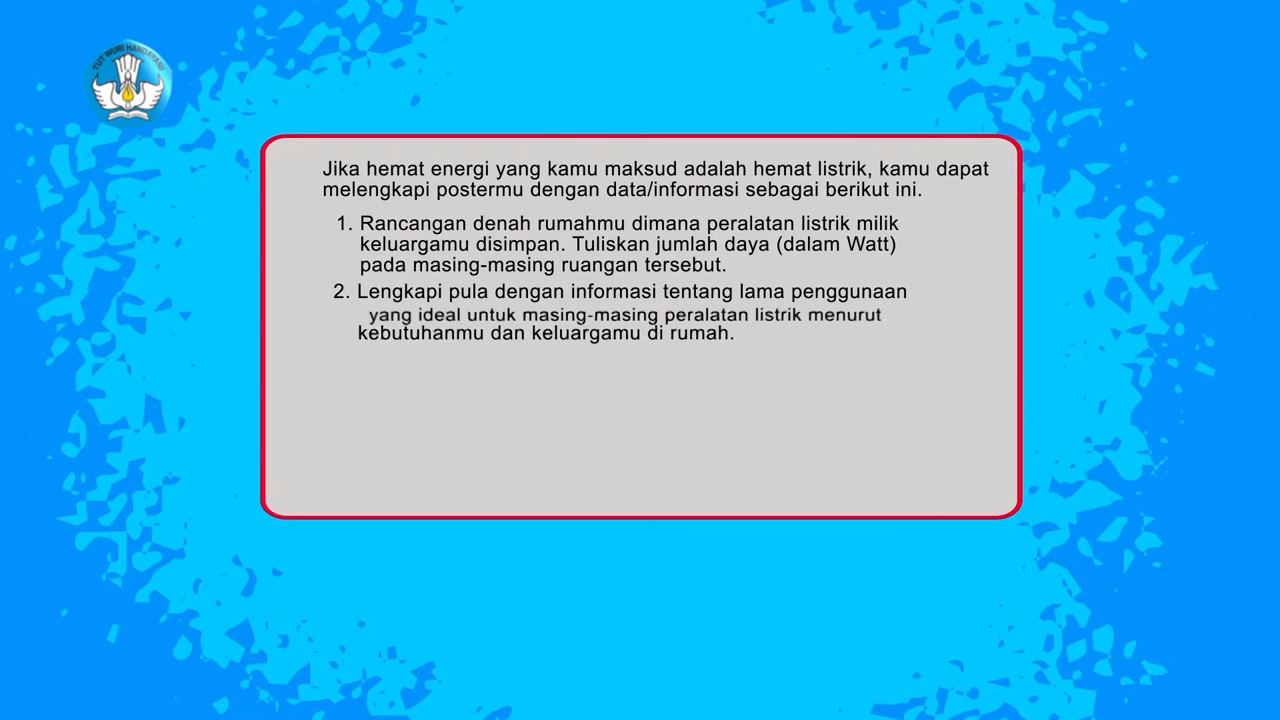 TUT WURI HANDAYANI
Jika hemat energi yang kamu maksud adalah hemat listrik, kamu dapat
melengkapi postermu dengan data/informasi sebagai berikut ini.
1. Rancangan denah rumahmu dimana peralatan listrik milik
keluargamu disimpan. Tuliskan jumlah daya (dalam Watt)
pada masing-masing ruangan tersebut.
2. Lengkapi pula dengan informasi tentang lama penggunaan
yang ideal untuk masing-masing peralatan listrik menurut
kebutuhanmu dan keluargamu di rumah.